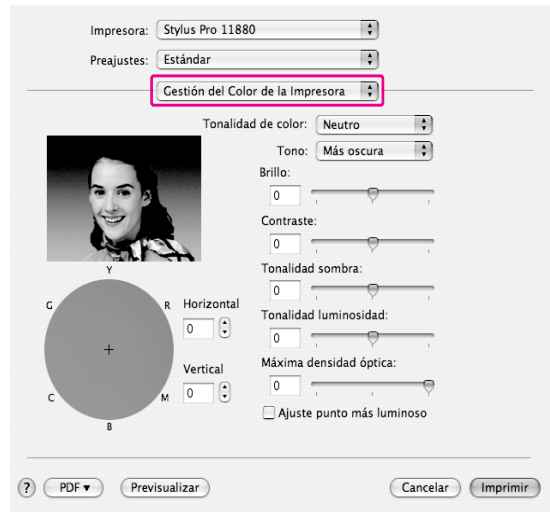 Impresora: Stylus Pro 11880
Preajustes: Estándar
Gestión del Color de la Impresora
Tonalidad de color: Neutro
Tono: Más oscura
Brillo:
0
Contraste:
0
Tonalidad sombra:
0
Tonalidad luminosidad:
0
Máxima densidad óptica:
0
Ajuste punto más luminoso
Y
G R
C M
B
Horizontal
0
Vertical
0
? PDF▼ Previsualizar Cancelar Imprimir